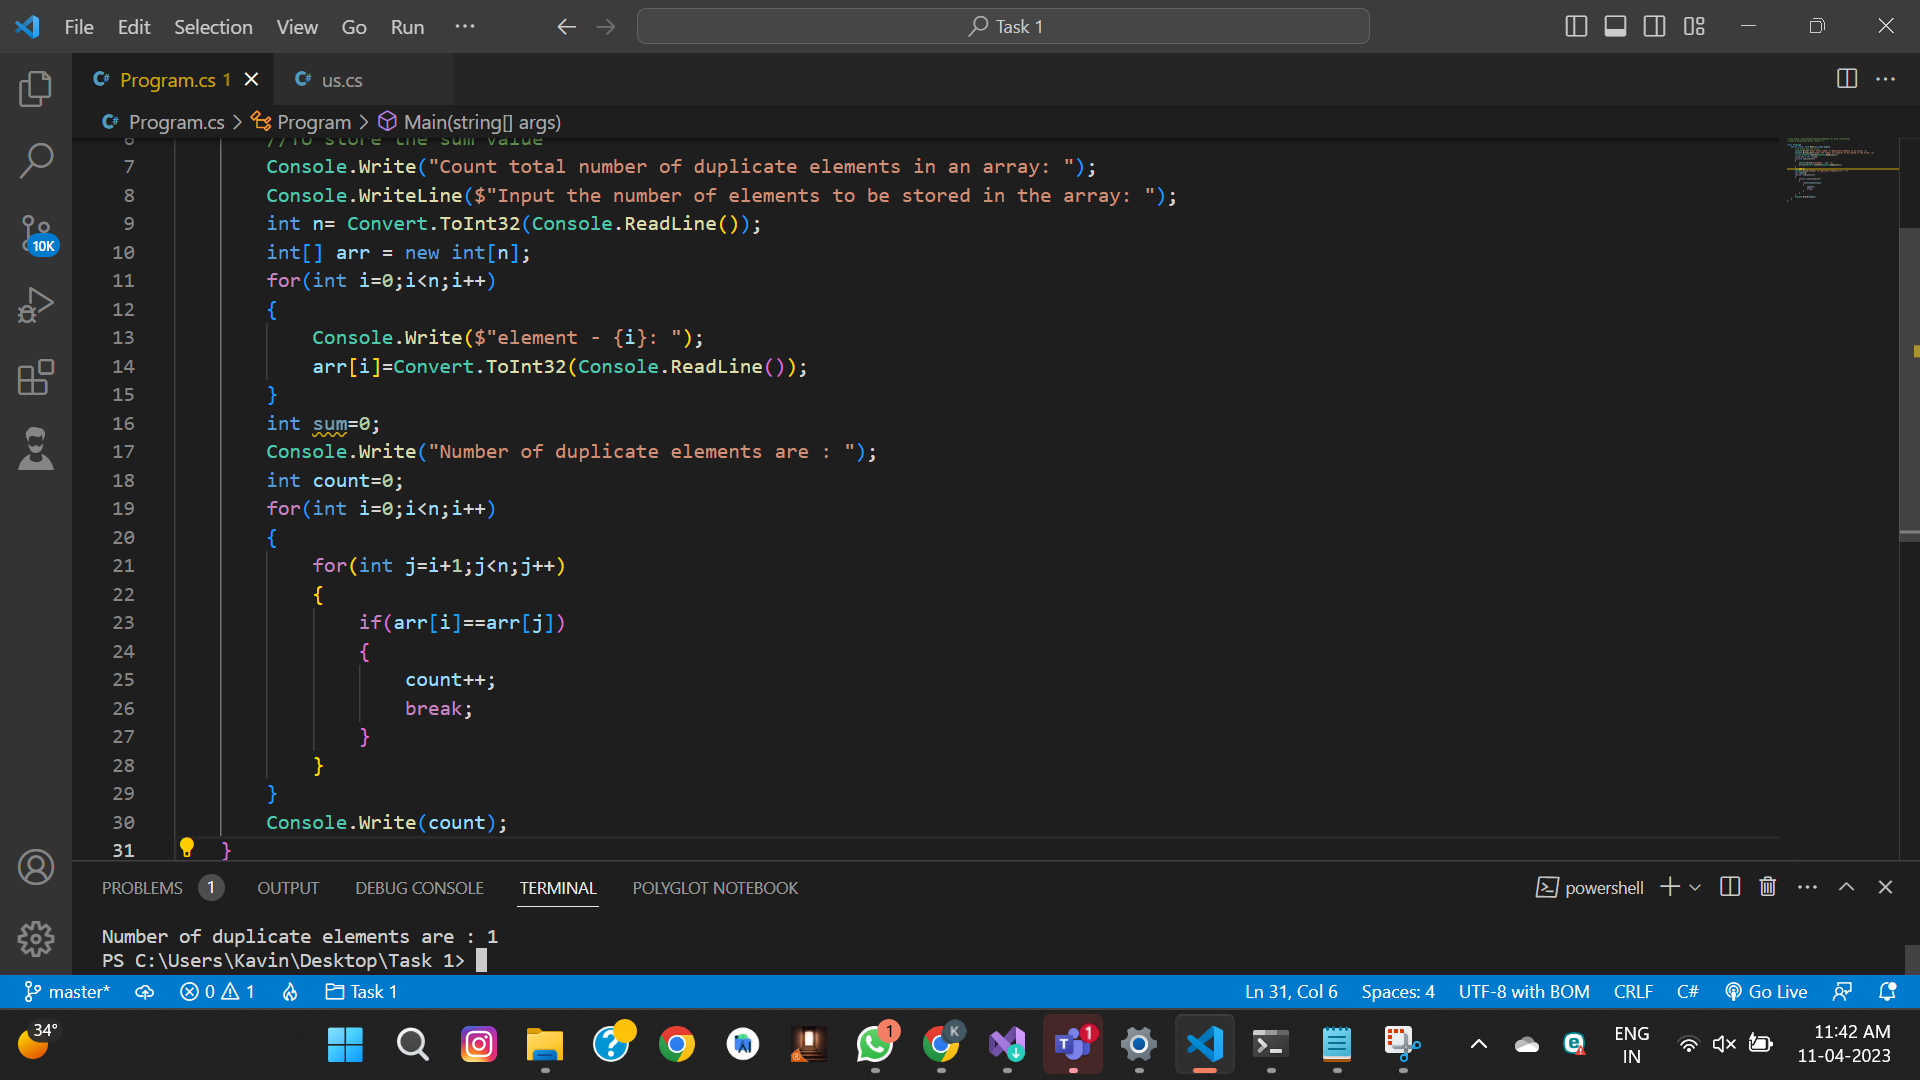 File Edit Selection View Go Run ··· Task 1
Program.cs 1 us.cs
Program.cs > Program > Main(string[] args)
6 //To store the sum value
7 Console.Write("Count total number of duplicate elements in an array: ");
8 Console.WriteLine($"Input the number of elements to be stored in the array: ");
9 int n= Convert.ToInt32(Console.ReadLine());
10 int[] arr = new int[n];
11 for(int i=0;i<n;i++)
12 {
13 Console.Write($"element - {i}: ");
14 arr[i]=Convert.ToInt32(Console.ReadLine());
15 }
16 int sum=0;
17 Console.Write("Number of duplicate elements are : ");
18 int count=0;
19 for(int i=0;i<n;i++)
20 {
21 for(int j=i+1;j<n;j++)
22 {
23 if(arr[i]==arr[j])
24 {
25 count++;
26 break;
27 }
28 }
29 }
30 Console.Write(count);
31 }
10K
PROBLEMS 1 OUTPUT DEBUG CONSOLE TERMINAL POLYGLOT NOTEBOOK powershell
Number of duplicate elements are : 1
PS C:\Users\Kavin\Desktop\Task 1>
master* 0 1 Task 1 Ln 31, Col 6 Spaces: 4 UTF-8 with BOM CRLF C# Go Live
34° 1 K 1 ENG IN 11:42 AM
11-04-2023